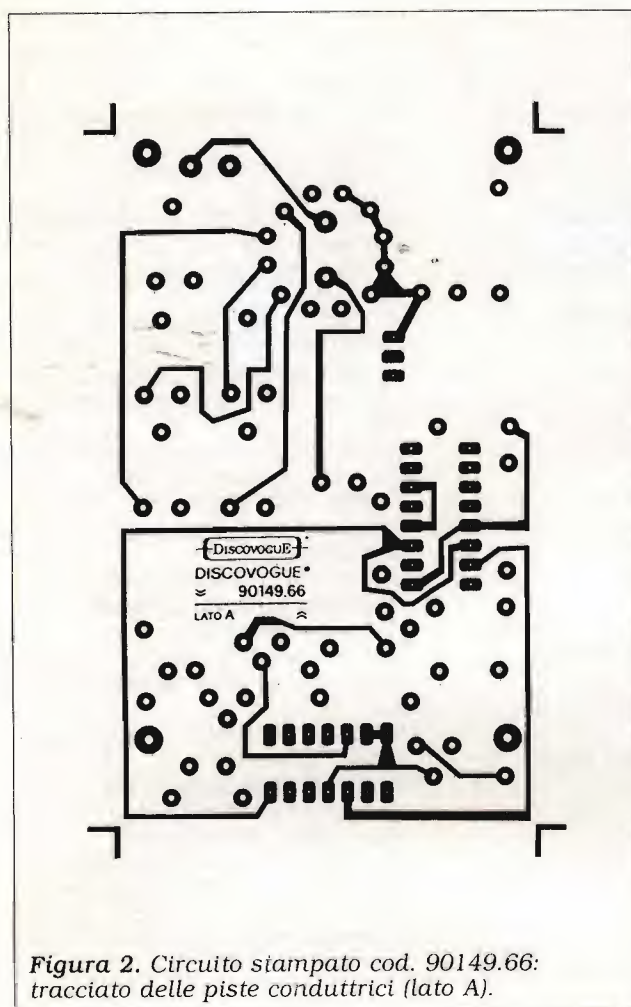 DISCOVOGUE
DISCOVOGUE
90149.66
LATO A
Figura 2. Circuito stampato cod. 90149.66:
tracciato delle piste conduttrici (lato A).